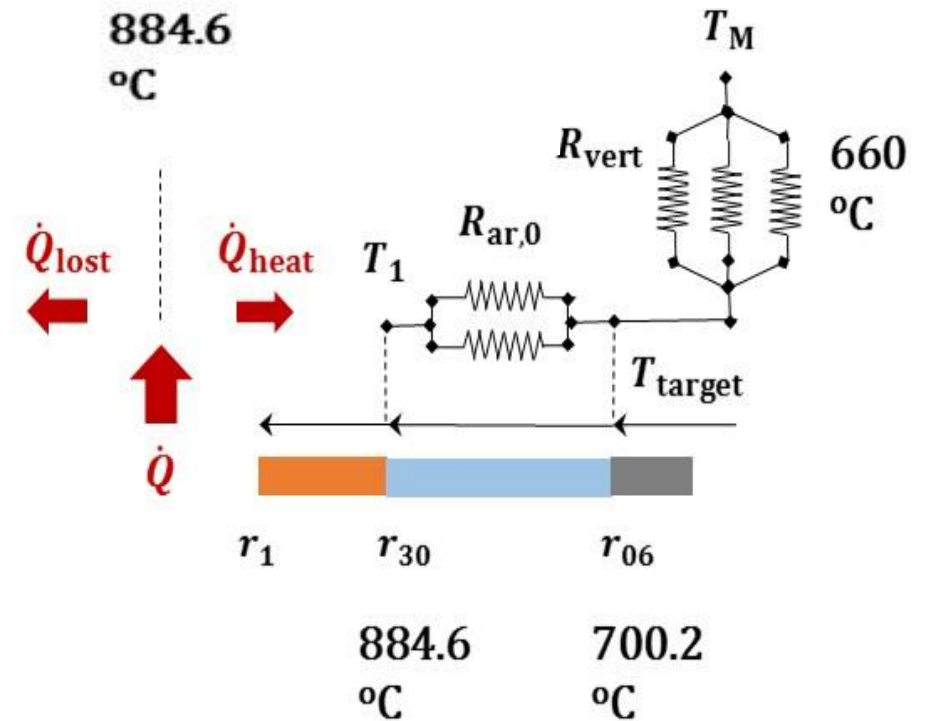 884.6
ºC
T_M
R_vert
660
ºC
Q̇_lost
Q̇_heat
T_1
R_ar,0
T_target
Q̇
r_1
r_30
r_06
884.6
ºC
700.2
ºC